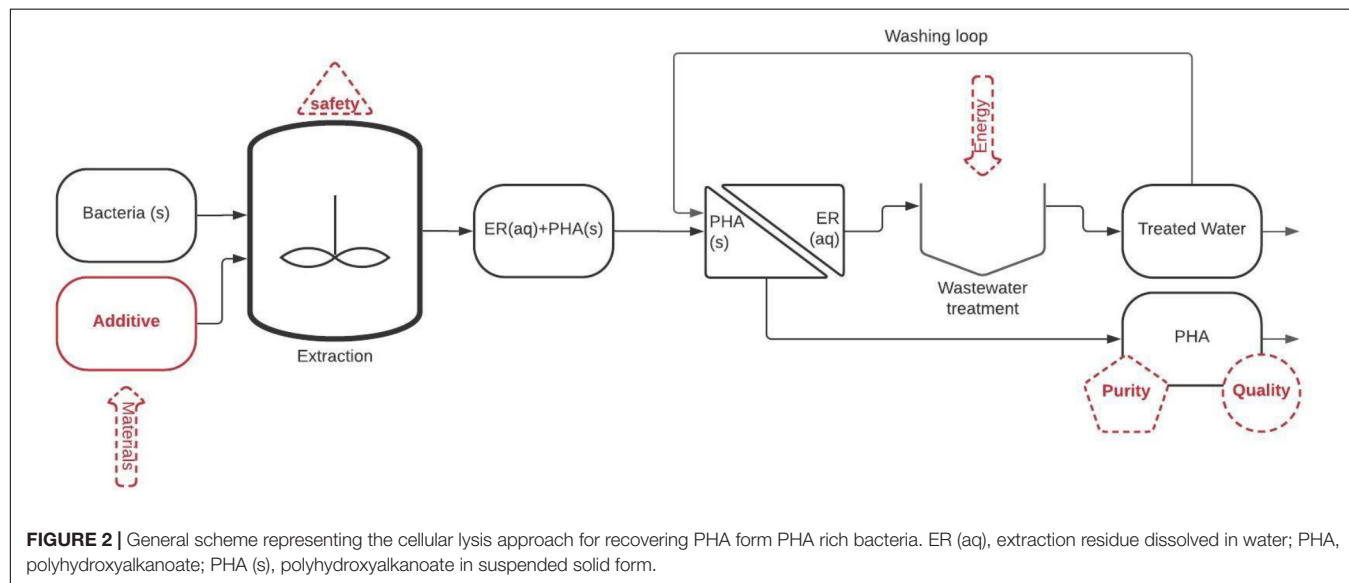 Washing loop
safety
Energy
Bacteria (s)
ER(aq)+PHA(s)
PHA
(s)
ER
(aq)
Treated Water
Wastewater
treatment
Additive
Extraction
PHA
Purity
Quality
Materials
FIGURE 2 | General scheme representing the cellular lysis approach for recovering PHA form PHA rich bacteria. ER (aq), extraction residue dissolved in water; PHA,
polyhydroxyalkanoate; PHA (s), polyhydroxyalkanoate in suspended solid form.